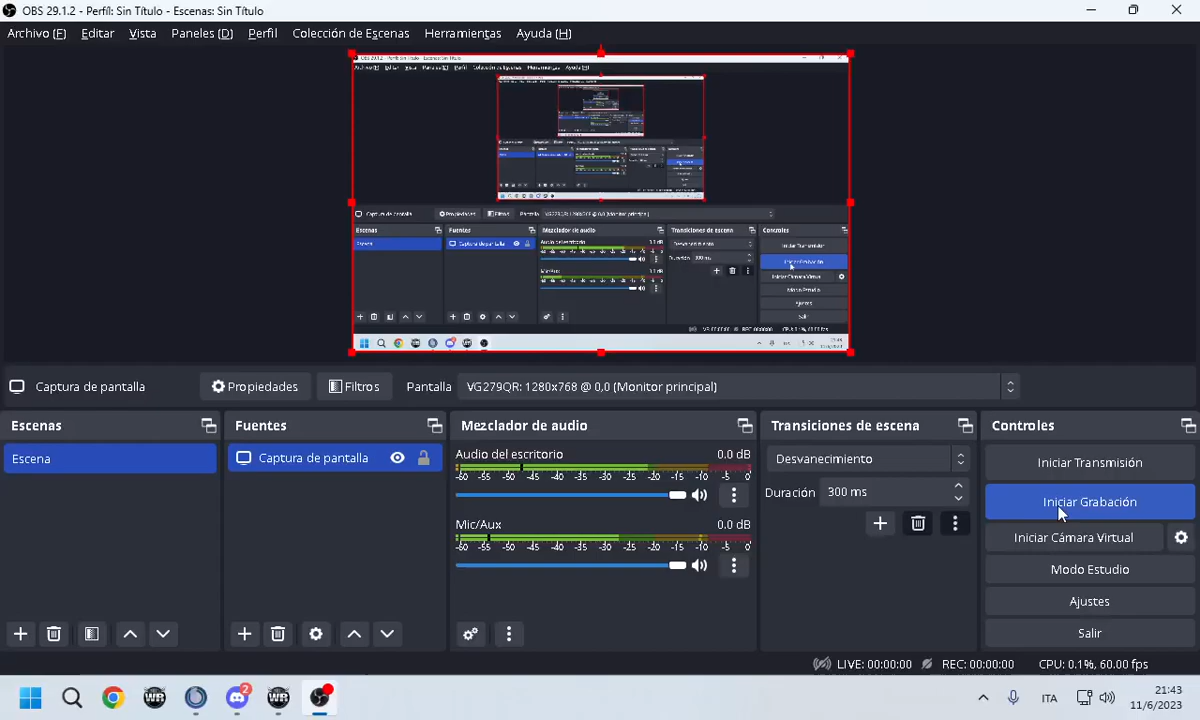 OBS 29.1.2 - Perfíl: Sin Título - Escenas: Sin Título
Archivo (F) Editar Vista Paneles (D) Perfil Colección de Escenas Herramientas Ayuda (H)
Captura de pantalla Propiedades Filtros Pantalla VG279QR: 1280x768 @ 0,0 (Monitor principal)
Escenas
Escena
Fuentes
Captura de pantalla
Mezclador de audio
Audio del escritorio 0.0 dB
-60 -55 -50 -45 -40 -35 -30 -25 -20 -15 -10 -5 0
Mic/Aux 0.0 dB
-60 -55 -50 -45 -40 -35 -30 -25 -20 -15 -10 -5 0
Transiciones de escena
Desvanecimiento
Duración 300 ms
Controles
Iniciar Transmisión
Iniciar Grabación
Iniciar Cámara Virtual
Modo Estudio
Ajustes
Salir
LIVE: 00:00:00 REC: 00:00:00 CPU: 0.1%, 60.00 fps
WR 2 WR
ITA
21:43
11/6/2023